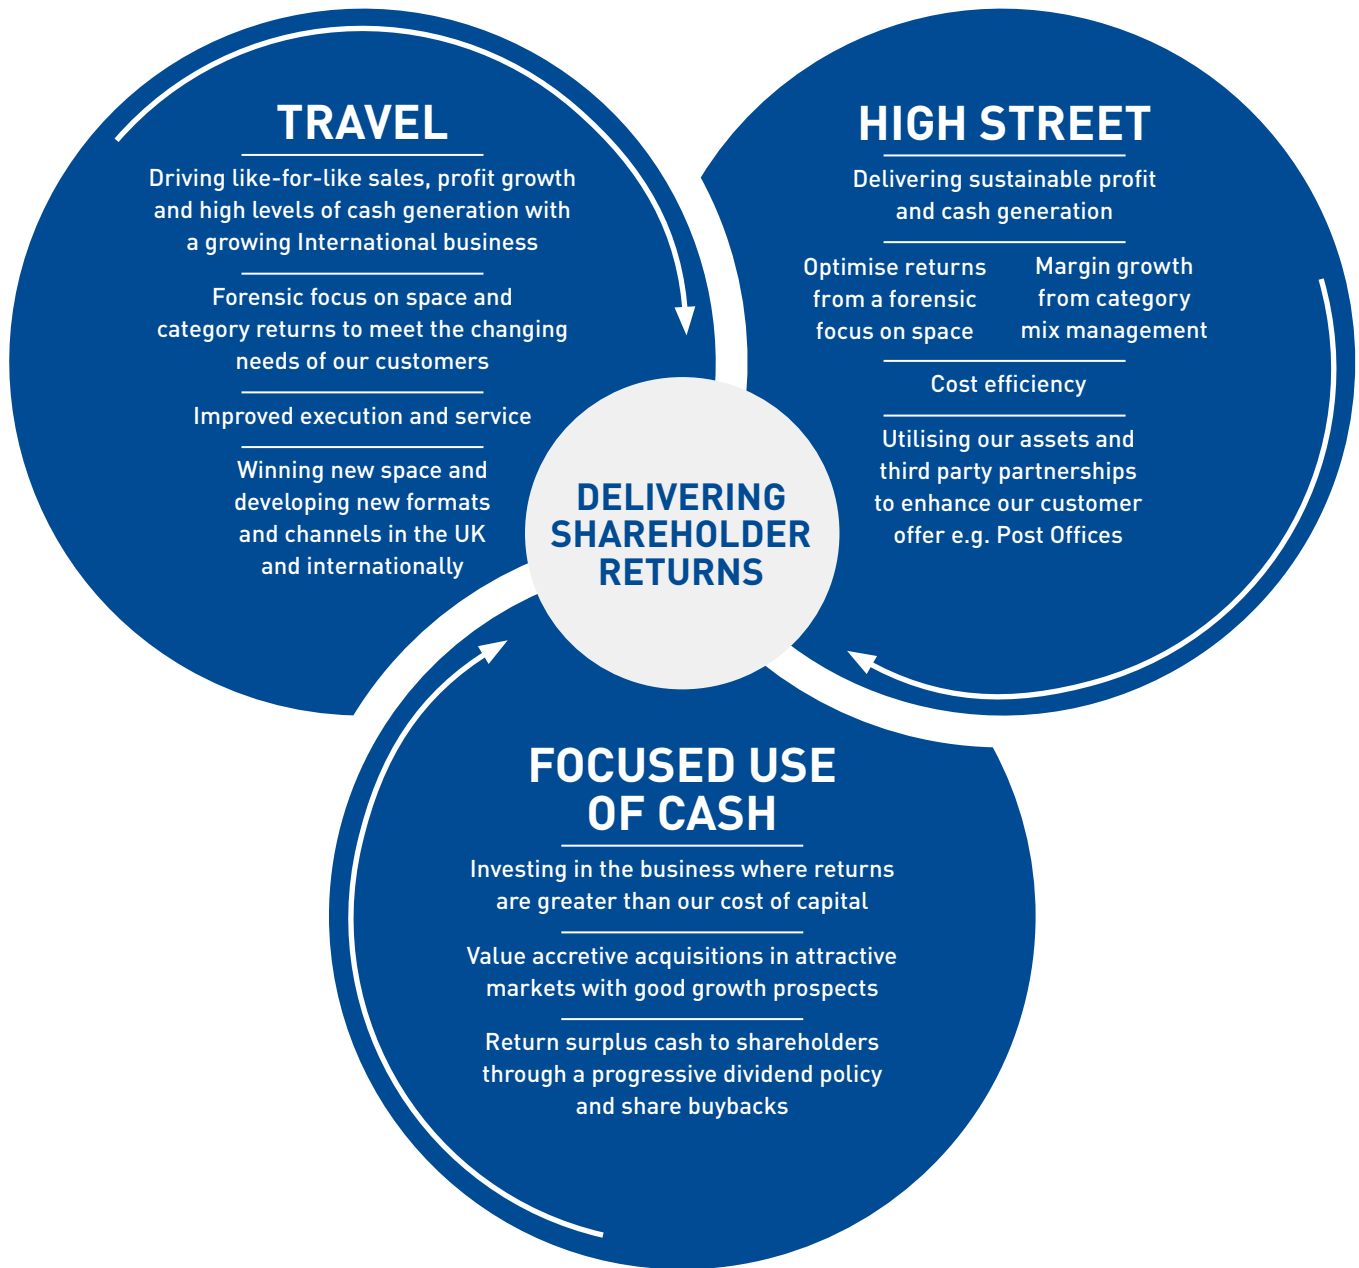 TRAVEL
Driving like-for-like sales, profit growth
and high levels of cash generation with
a growing International business
Forensic focus on space and
category returns to meet the changing
needs of our customers
Improved execution and service
Winning new space and
developing new formats
and channels in the UK
and internationally
HIGH STREET
Delivering sustainable profit
and cash generation
Optimise returns
from a forensic
focus on space
Margin growth
from category
mix management
Cost efficiency
Utilising our assets and
third party partnerships
to enhance our customer
offer e.g. Post Offices
DELIVERING
SHAREHOLDER
RETURNS
FOCUSED USE
OF CASH
Investing in the business where returns
are greater than our cost of capital
Value accretive acquisitions in attractive
markets with good growth prospects
Return surplus cash to shareholders
through a progressive dividend policy
and share buybacks